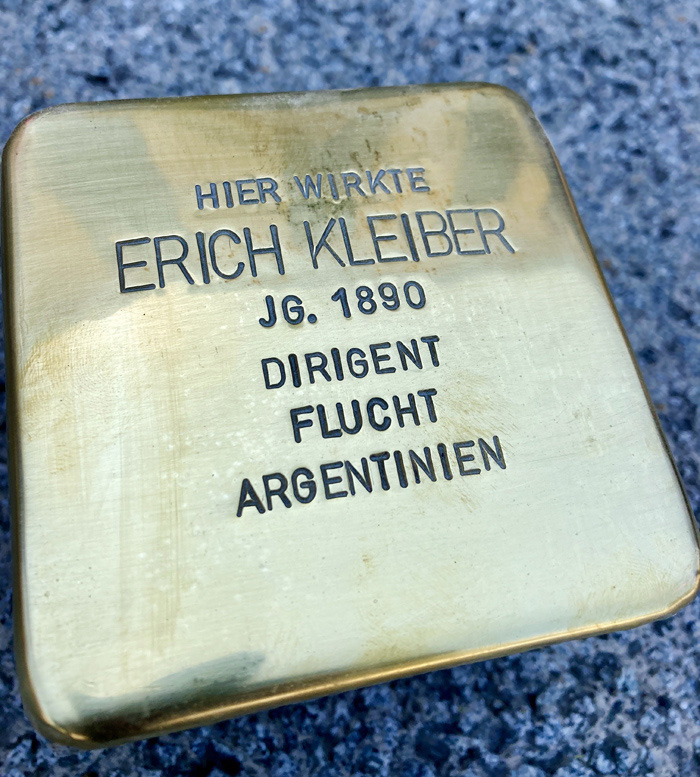 HIER WIRKTE
ERICH KLEIBER
JG. 1890
DIRIGENT
FLUCHT
ARGENTINIEN